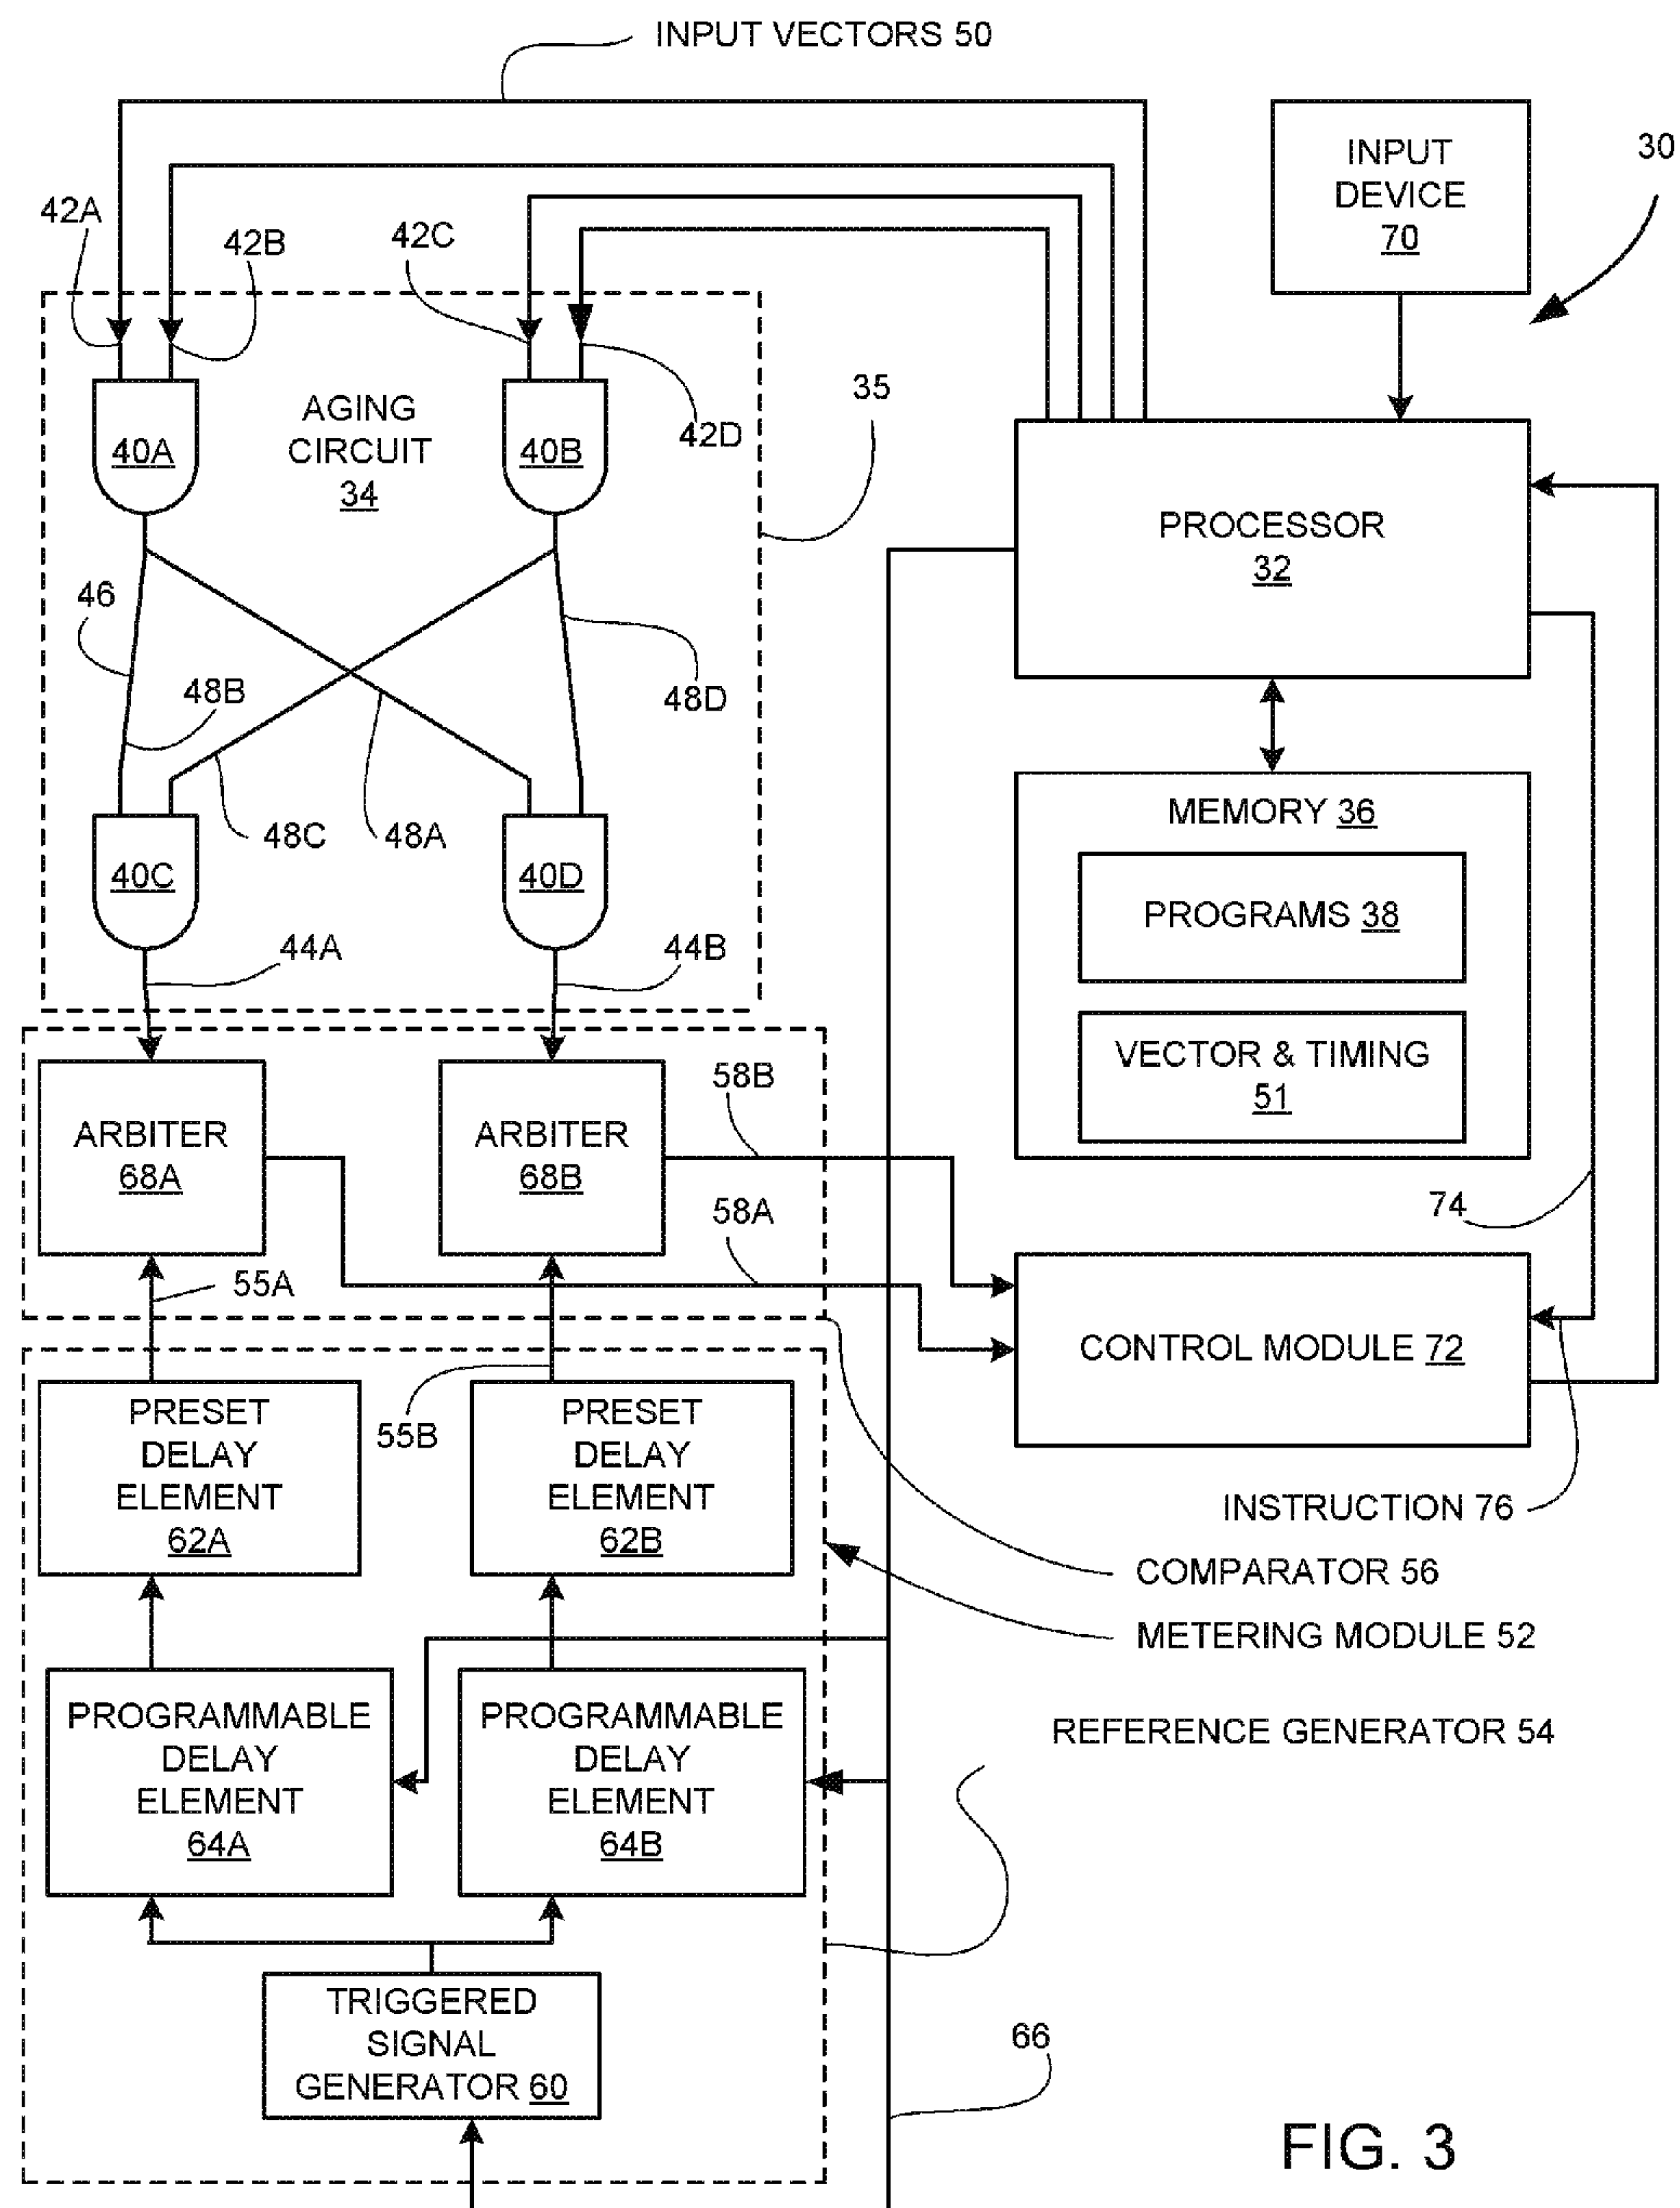 INPUT VECTORS 50
INPUT
DEVICE
70
30
42A
42B
42C
42D
AGING
CIRCUIT
34
35
40A
40B
PROCESSOR
32
46
48B
48D
48C
48A
40C
40D
MEMORY 36
PROGRAMS 38
VECTOR & TIMING
51
44A
44B
ARBITER
68A
ARBITER
68B
58B
58A
74
55A
55B
CONTROL MODULE 72
PRESET
DELAY
ELEMENT
62A
PRESET
DELAY
ELEMENT
62B
INSTRUCTION 76
COMPARATOR 56
METERING MODULE 52
REFERENCE GENERATOR 54
PROGRAMMABLE
DELAY
ELEMENT
64A
PROGRAMMABLE
DELAY
ELEMENT
64B
TRIGGERED
SIGNAL
GENERATOR 60
66
FIG. 3